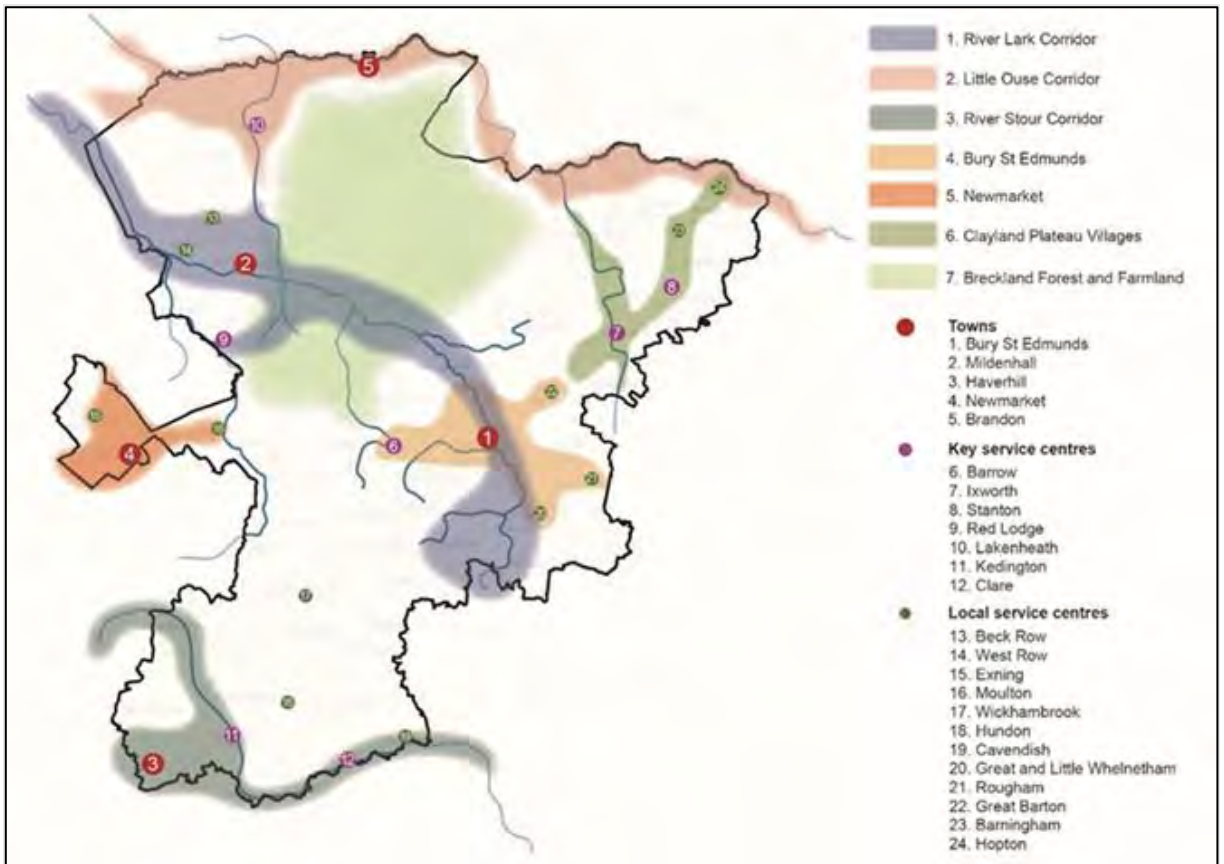 1. River Lark Corridor
2. Little Ouse Corridor
3. River Stour Corridor
4. Bury St Edmunds
5. Newmarket
6. Clayland Plateau Villages
7. Breckland Forest and Farmland
Towns
1. Bury St Edmunds
2. Mildenhall
3. Haverhill
4. Newmarket
5. Brandon
Key service centres
6. Barrow
7. Ixworth
8. Stanton
9. Red Lodge
10. Lakenheath
11. Kedington
12. Clare
Local service centres
13. Beck Row
14. West Row
15. Exning
16. Moulton
17. Wickhambrook
18. Hundon
19. Cavendish
20. Great and Little Whelnetham
21. Rougham
22. Great Barton
23. Barningham
24. Hopton
5
10
2
9
8
7
4
6
1
11
12
3